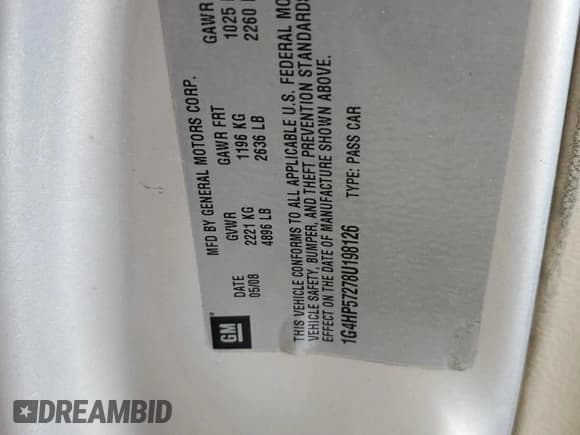 GM
MFD BY GENERAL MOTORS CORP.
DATE GVWR GAWR FRT GAWR
05/08 2221 KG 1196 KG 1025
4896 LB 2636 LB 2260
THIS VEHICLE CONFORMS TO ALL APPLICABLE U.S. FEDERAL
VEHICLE SAFETY, BUMPER, AND THEFT PREVENTION STANDARDS
EFFECT ON THE DATE OF MANUFACTURE SHOWN ABOVE.
1G4HP57278U198126 TYPE: PASS CAR
DREAMBID